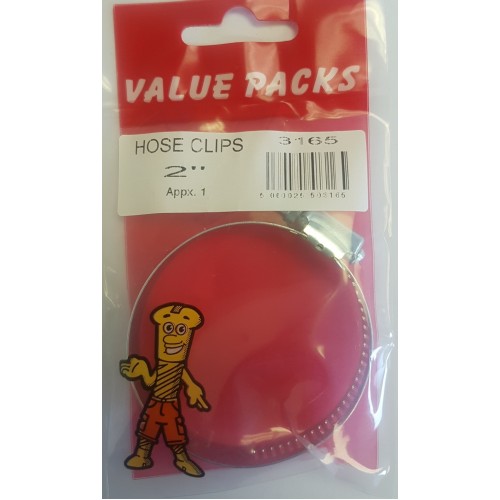 VALUE PACKS
HOSE CLIPS 3165
2"
Appx. 1